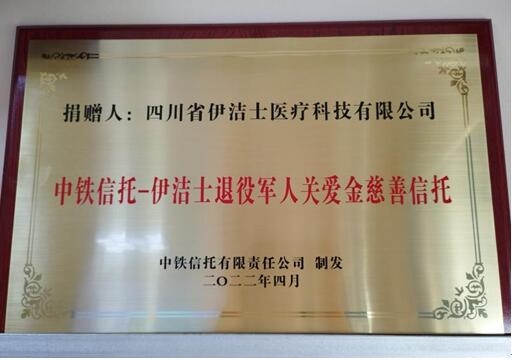 捐赠人：四川省伊洁士医疗科技有限公司
中铁信托-伊洁士退役军人关爱金慈善信托
中铁信托有限责任公司 制发
二〇二二年四月